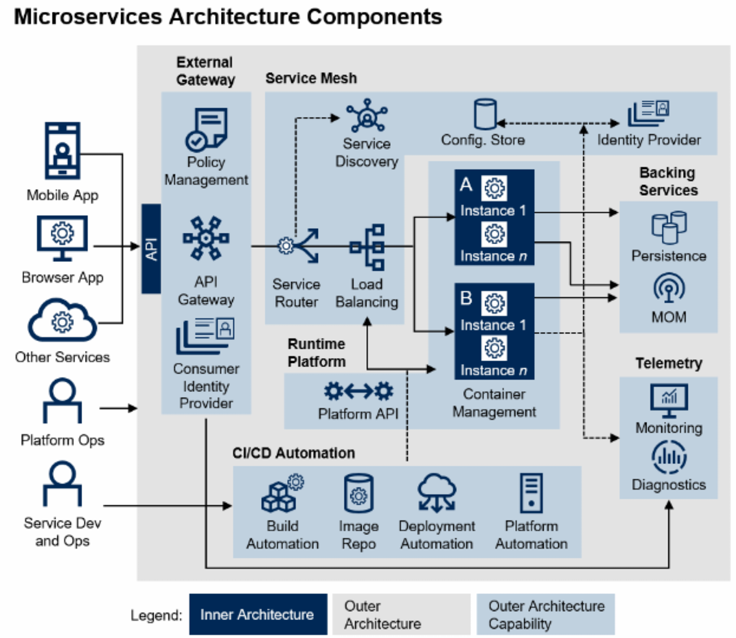 Microservices Architecture Components
External
Gateway
Service Mesh
Policy
Management
Service
Discovery
Config. Store
Identity Provider
Mobile App
Browser App
Other Services
Platform Ops
Service Dev
and Ops
API
API
Gateway
Consumer
Identity
Provider
Service
Router
Load
Balancing
A
Instance 1
Instance n
B
Instance 1
Instance n
Container
Management
Backing
Services
Persistence
MOM
Runtime
Platform
Platform API
Telemetry
Monitoring
Diagnostics
CI/CD Automation
Build
Automation
Image
Repo
Deployment
Automation
Platform
Automation
Legend:
Inner Architecture
Outer
Architecture
Outer Architecture
Capability